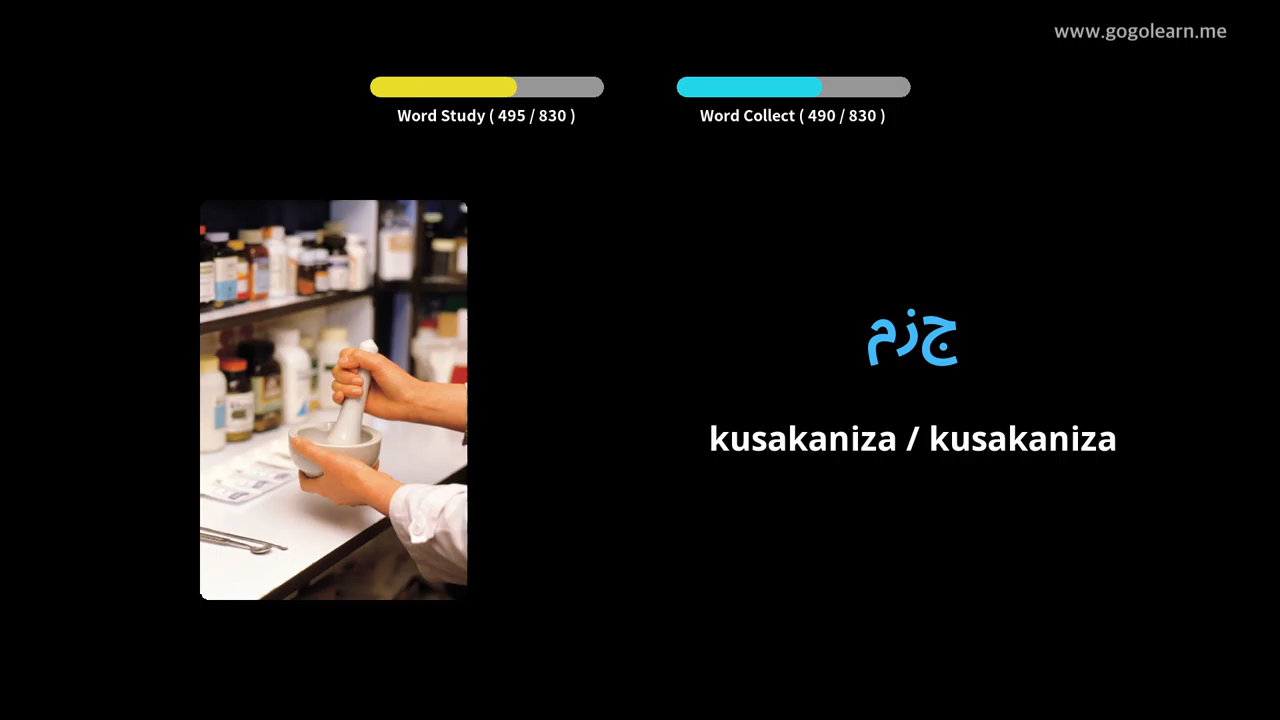 www.gogolearn.me
Word Study ( 495 / 830 )
Word Collect ( 490 / 830 )
جزم
kusakaniza / kusakaniza